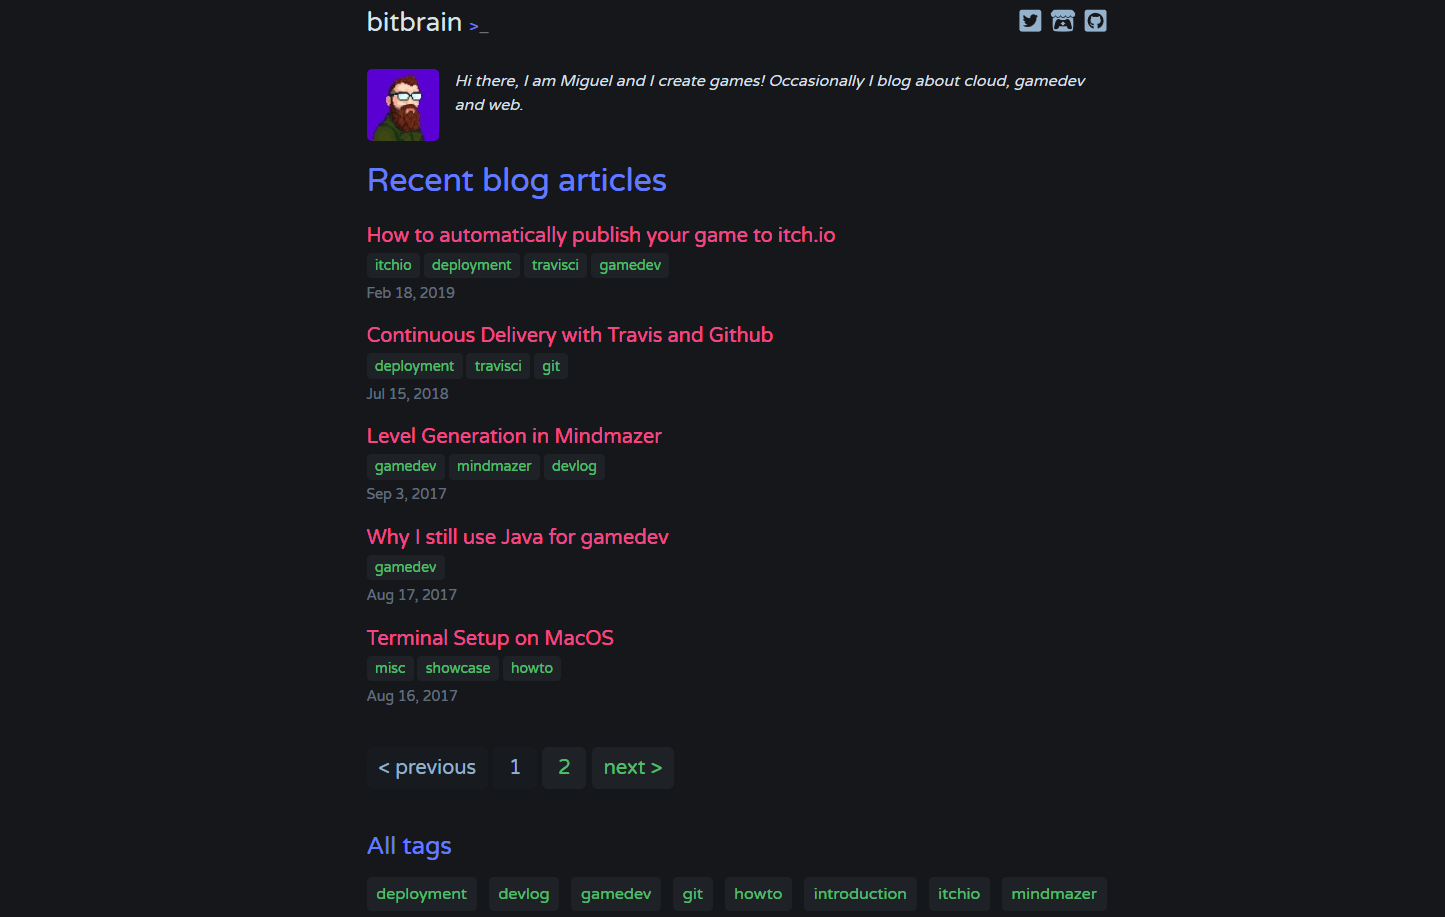 bitbrain >_
Hi there, I am Miguel and I create games! Occasionally I blog about cloud, gamedev
and web.
Recent blog articles
How to automatically publish your game to itch.io
itchio deployment travisci gamedev
Feb 18, 2019
Continuous Delivery with Travis and Github
deployment travisci git
Jul 15, 2018
Level Generation in Mindmazer
gamedev mindmazer devlog
Sep 3, 2017
Why I still use Java for gamedev
gamedev
Aug 17, 2017
Terminal Setup on MacOS
misc showcase howto
Aug 16, 2017
< previous 1 2 next >
All tags
deployment devlog gamedev git howto introduction itchio mindmazer